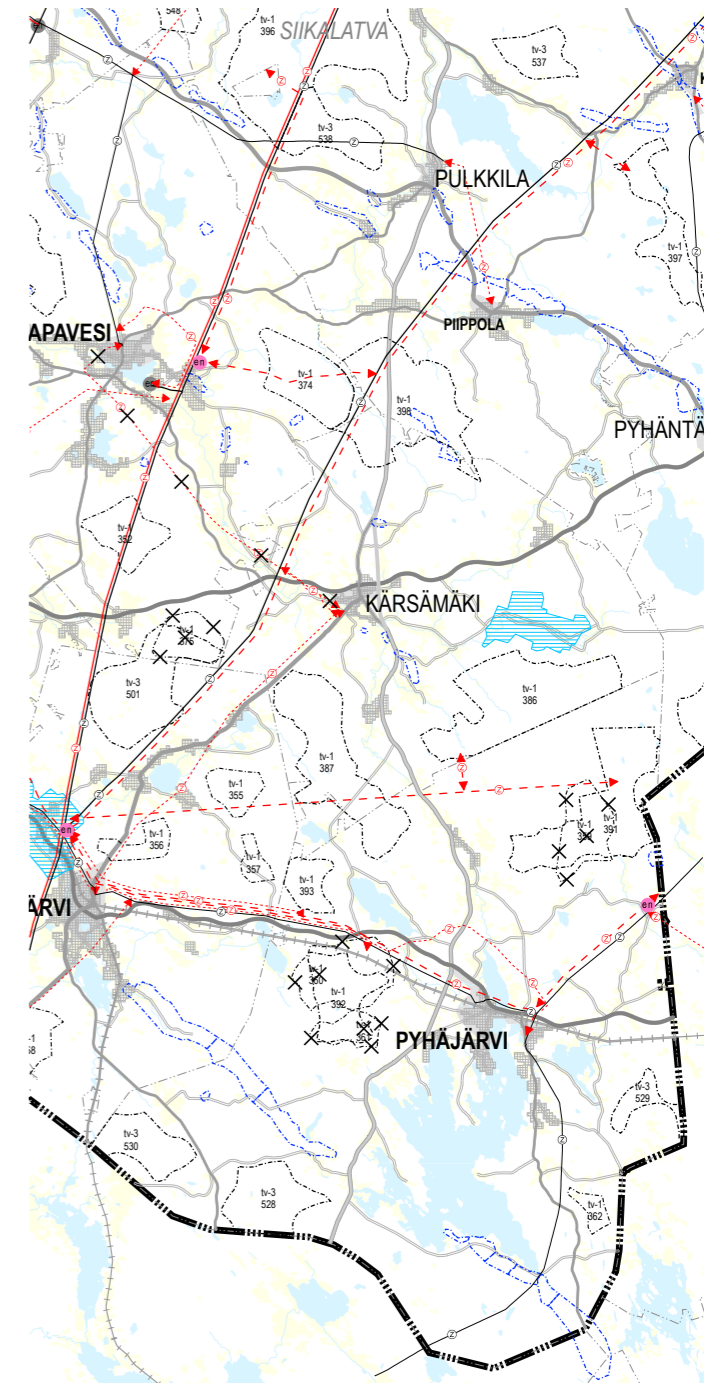 548
tv-1
396
SIIKALATVA
tv-3
537
tv-3
538
PULKKILA
tv-1
397
PIIPPOLA
APAVESI
en
tv-1
374
tv-1
398
PYHÄNTÄ
tv-1
352
KÄRSÄMÄKI
tv-1
tv-3
501
tv-1
386
tv-1
387
tv-1
355
tv-1
356
tv-1
357
tv-1
393
tv-1
391
en
en
ÄRVI
tv-1
392
PYHÄJÄRVI
tv-3
529
tv-3
530
tv-3
528
tv-1
362